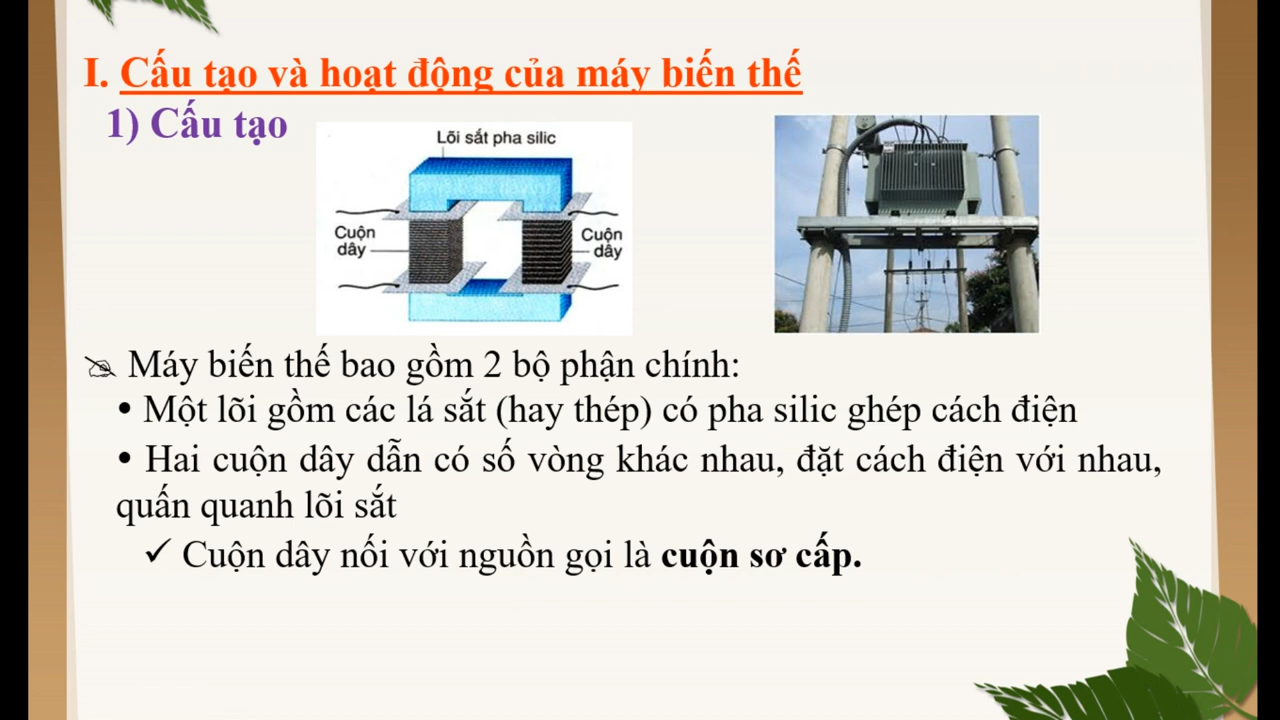 I. Cấu tạo và hoạt động của máy biến thế
1) Cấu tạo
Lõi sắt pha silic
Cuộn
dây
Cuộn
dây
Máy biến thế bao gồm 2 bộ phận chính:
• Một lõi gồm các lá sắt (hay thép) có pha silic ghép cách điện
• Hai cuộn dây dẫn có số vòng khác nhau, đặt cách điện với nhau,
quấn quanh lõi sắt
✓ Cuộn dây nối với nguồn gọi là cuộn sơ cấp.